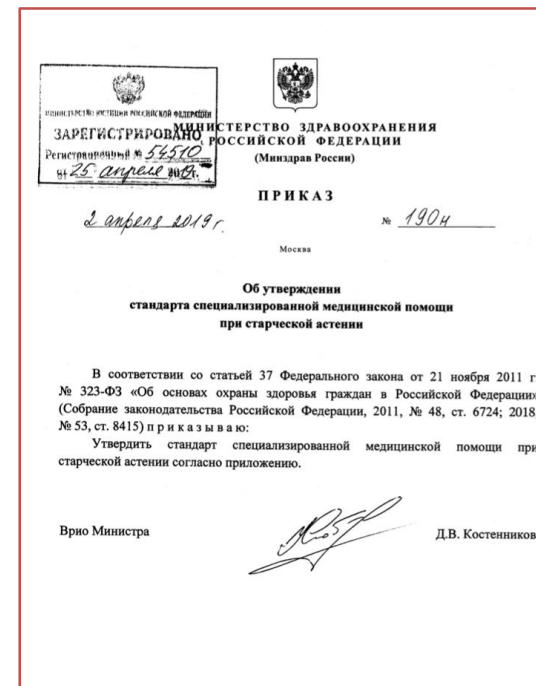 МИНИСТЕРСТВО ЮСТИЦИИ РОССИЙСКОЙ ФЕДЕРАЦИИ
ЗАРЕГИСТРИРОВАНО
Регистрационный № 54510
от 25 апреля 2019г.
МИНИСТЕРСТВО ЗДРАВООХРАНЕНИЯ
РОССИЙСКОЙ ФЕДЕРАЦИИ
(Минздрав России)
ПРИКАЗ
2 апреля 2019 г.
№ 190н
Москва
Об утверждении
стандарта специализированной медицинской помощи
при старческой астении
В соответствии со статьей 37 Федерального закона от 21 ноября 2011 г
№ 323-ФЗ «Об основах охраны здоровья граждан в Российской Федерации»
(Собрание законодательства Российской Федерации, 2011, № 48, ст. 6724; 2018
№ 53, ст. 8415) п р и к а з ы в а ю:
Утвердить стандарт специализированной медицинской помощи при
старческой астении согласно приложению.
Врио Министра
Д.В. Костенников